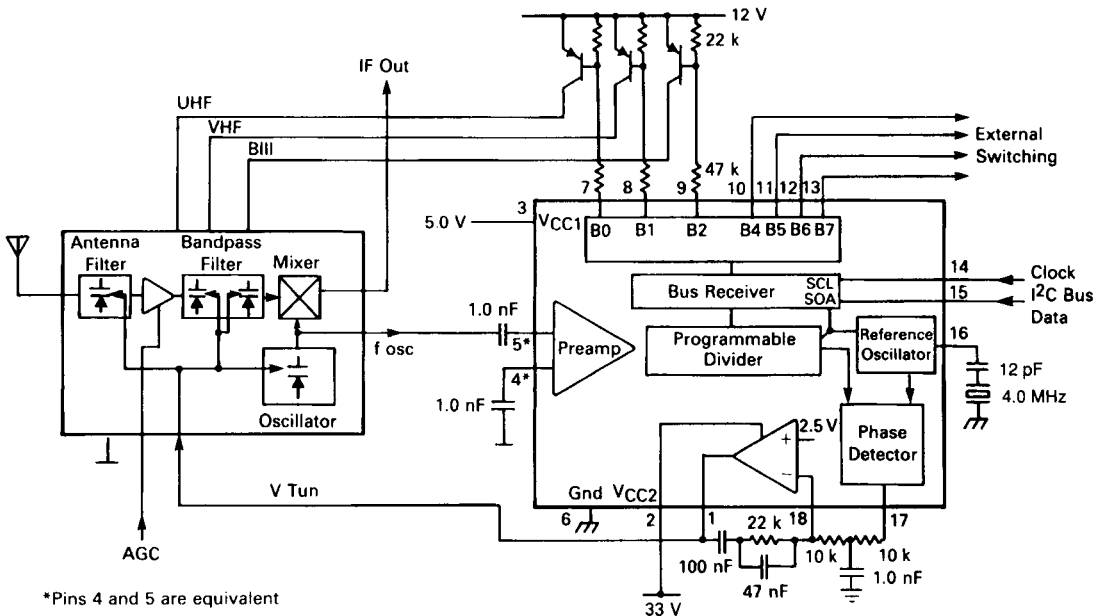 12 V
22 k
IF Out
UHF
VHF
BIII
47 k
7
8
9
10
11
12
13
External
Switching
3
5.0 V
VCC1
B0
B1
B2
B4
B5
B6
B7
Antenna
Filter
Bandpass
Filter
Mixer
Bus Receiver
SCL
SOA
14
Clock
15
I2C Bus
Data
1.0 nF
f osc
5*
Preamp
Programmable
Divider
Reference
Oscillator
16
12 pF
4.0 MHz
4*
1.0 nF
Oscillator
2.5 V
+
−
Phase
Detector
V Tun
Gnd
VCC2
6
2
1
18
17
22 k
100 nF
47 nF
10 k
10 k
1.0 nF
AGC
33 V
*Pins 4 and 5 are equivalent